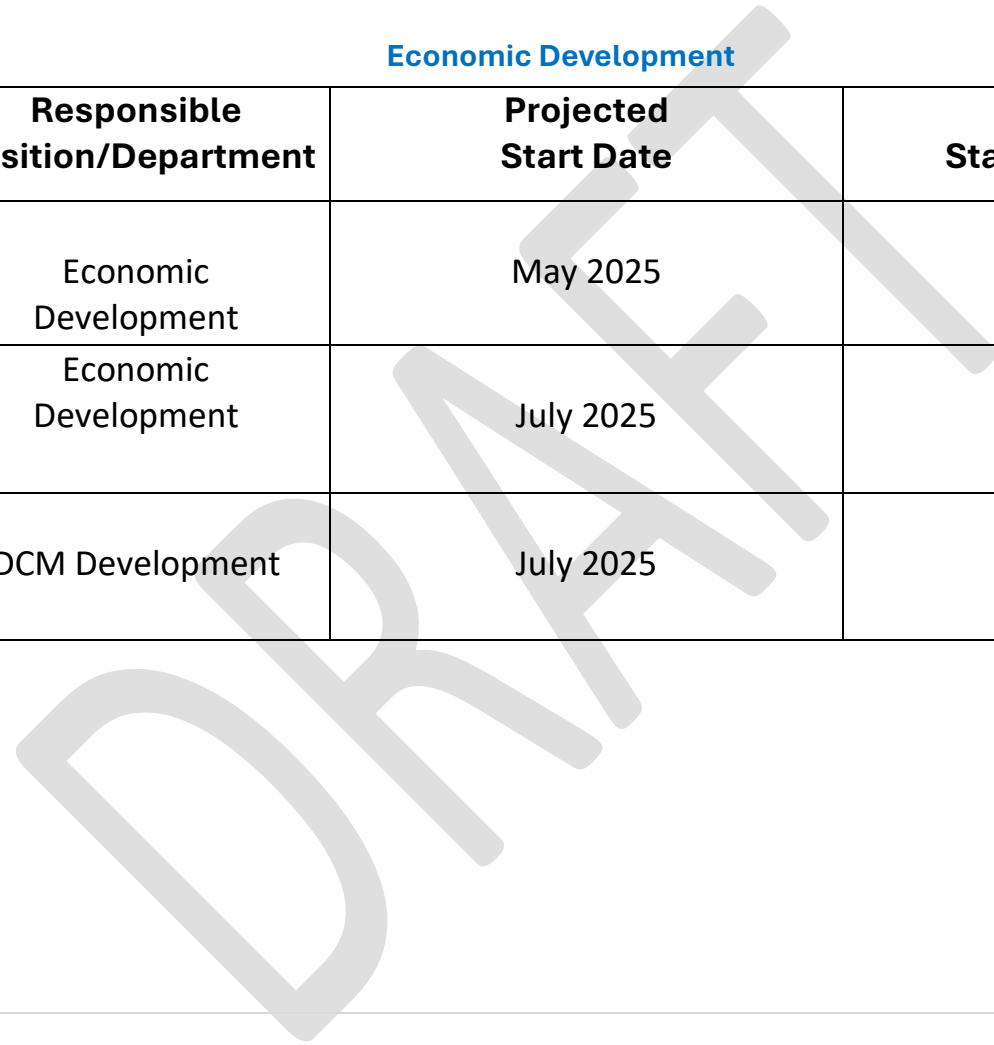 Economic Development
Responsible Projected
sition/Department Start Date Sta
Economic May 2025
Development
Economic
Development July 2025
DCM Development July 2025
DRAFT